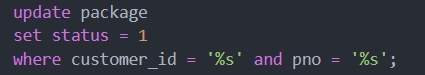 update package
set status = 1
where customer_id = '%s' and pno = '%s';